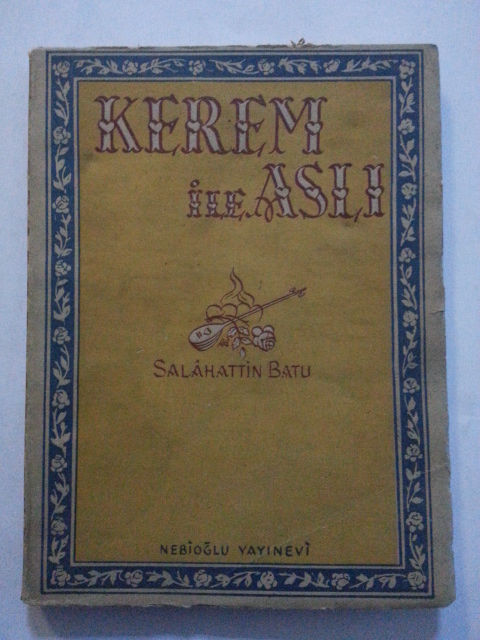 KEREM
İLE ASLI
SALÂHATTİN BATU
NEBİOĞLU YAYINEVİ